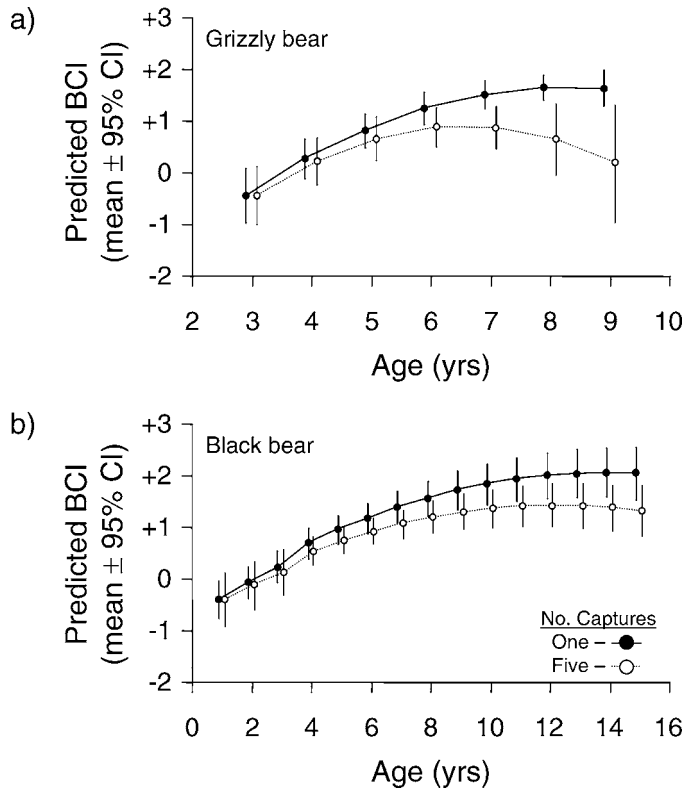 a)
Grizzly bear
Predicted BCI
(mean ± 95% CI)
+3
+2
+1
0
-1
-2
2 3 4 5 6 7 8 9 10
Age (yrs)
b)
Black bear
Predicted BCI
(mean ± 95% CI)
+3
+2
+1
0
-1
-2
No. Captures
One
Five
0 2 4 6 8 10 12 14 16
Age (yrs)